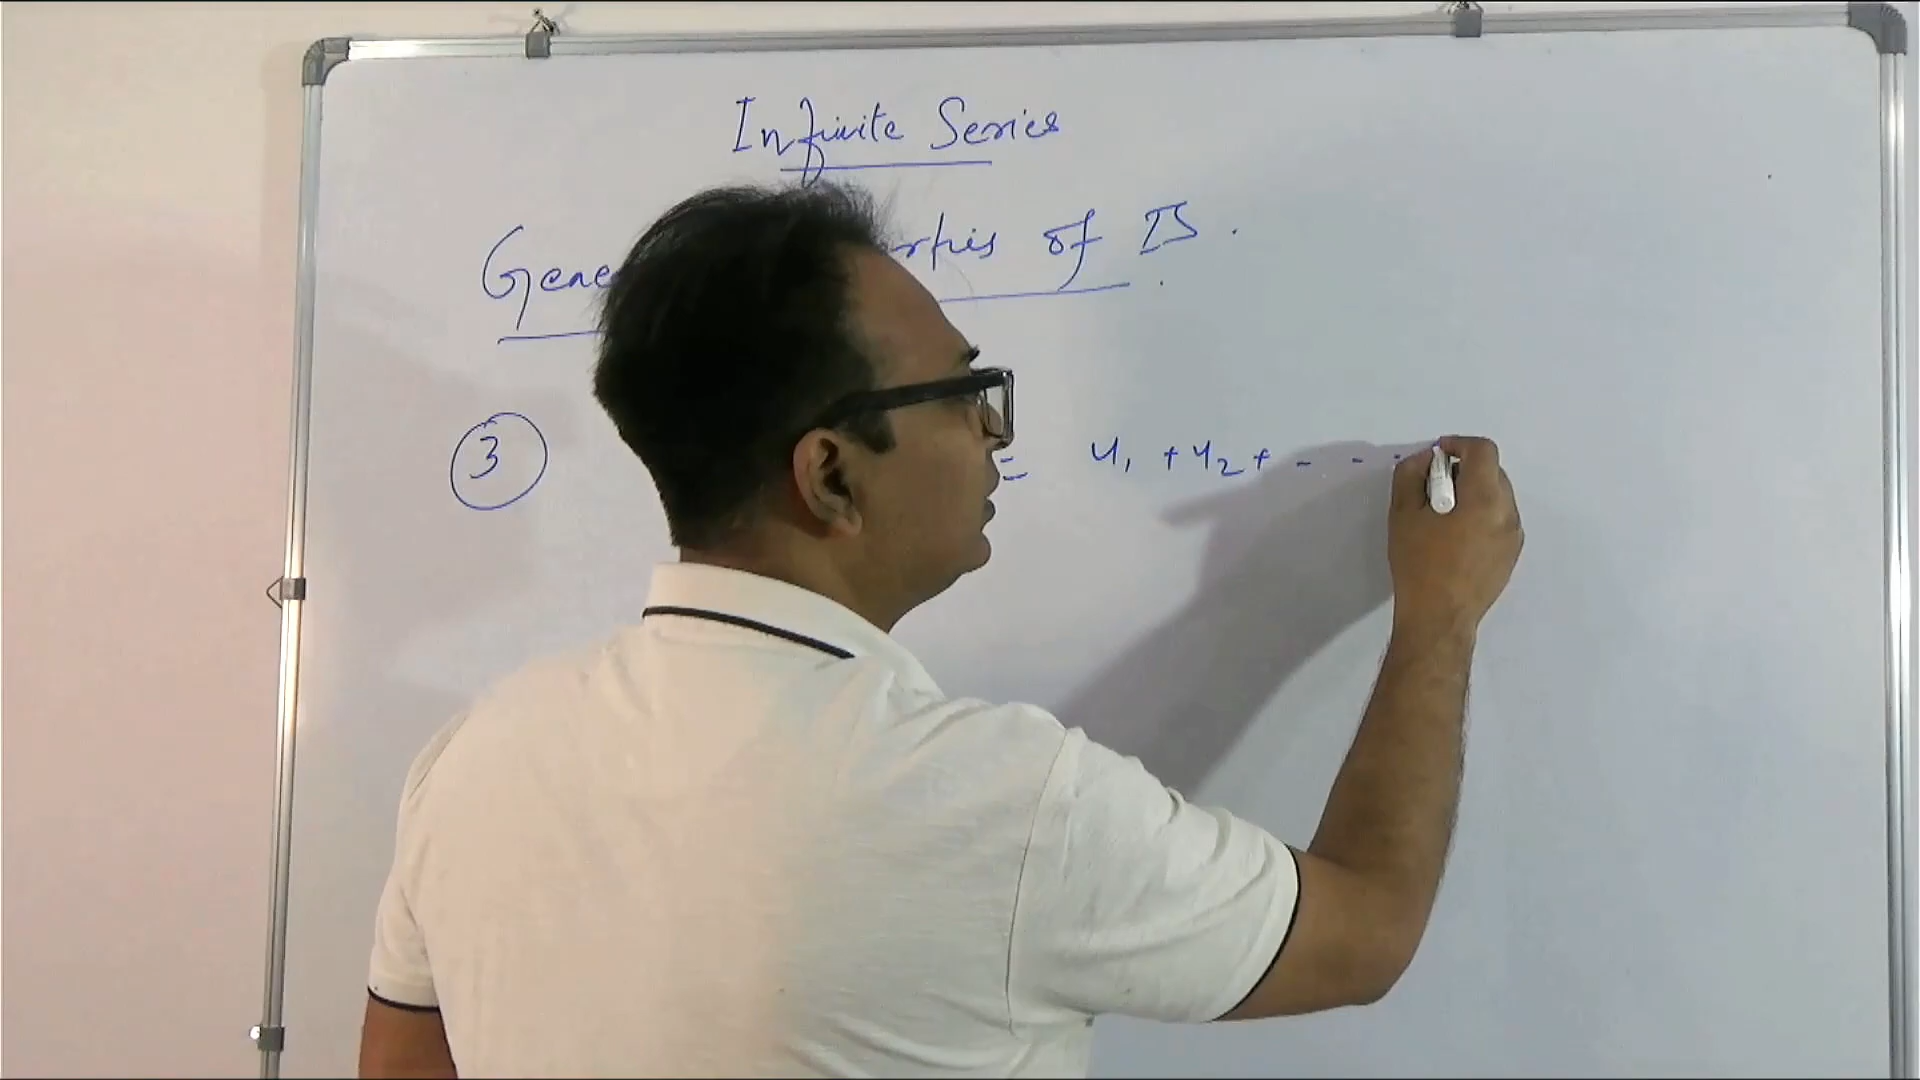 Infinite Series
Gene rties of IS.
3 = u₁ + u₂ + - - -